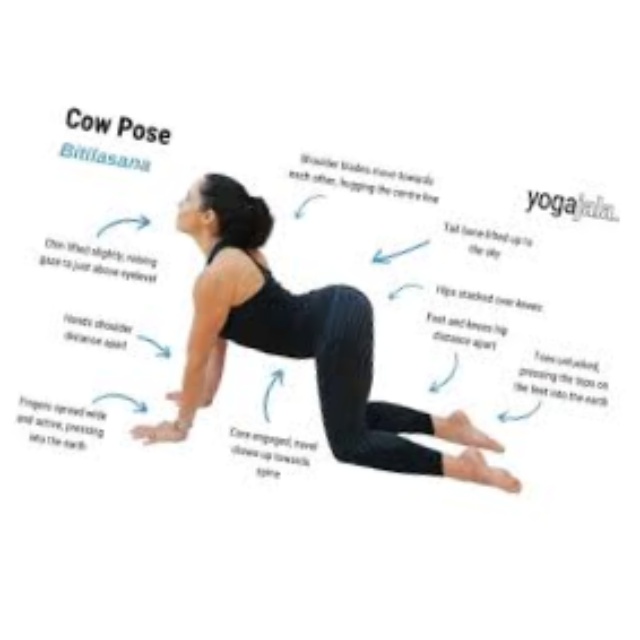 Cow Pose
Bitilasana
yogajala.
Shoulder blades move towards
each other, hugging the centre line
Tail bone lifted up to
the sky
Chin lifted slightly, raising
gaze to just above eyelevel
Hips stacked over knees
Feet and knees hip
distance apart
Hands shoulder
distance apart
Toes untucked,
pressing the tops on
the feet into the earth
Fingers spread wide
and active, pressing
into the earth
Core engaged, navel
draws up towards
spine